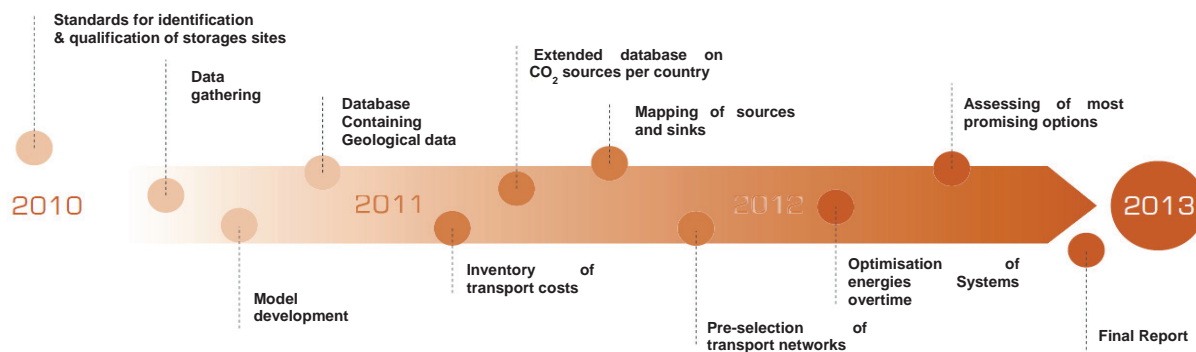 Standards for identification
& qualification of storages sites
Data
gathering
Database
Containing
Geological data
Extended database on
CO2 sources per country
Mapping of sources
and sinks
Assessing of most
promising options
2010
2011
2012
2013
Model
development
Inventory of
transport costs
Pre-selection of
transport networks
Optimisation of
energies Systems
overtime
Final Report